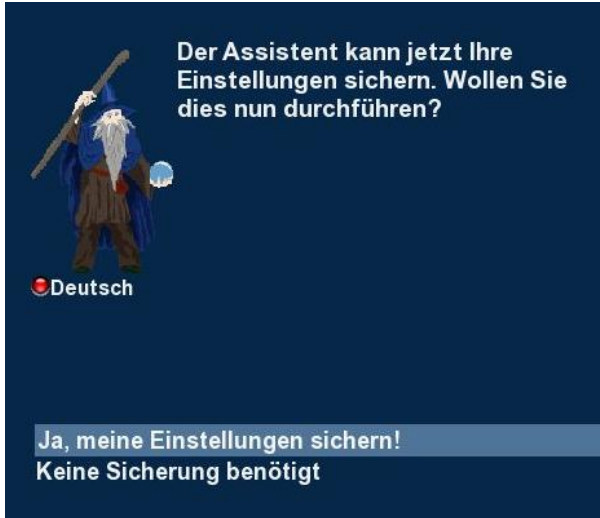 Der Assistent kann jetzt Ihre
Einstellungen sichern. Wollen Sie
dies nun durchführen?
Deutsch
Ja, meine Einstellungen sichern!
Keine Sicherung benötigt